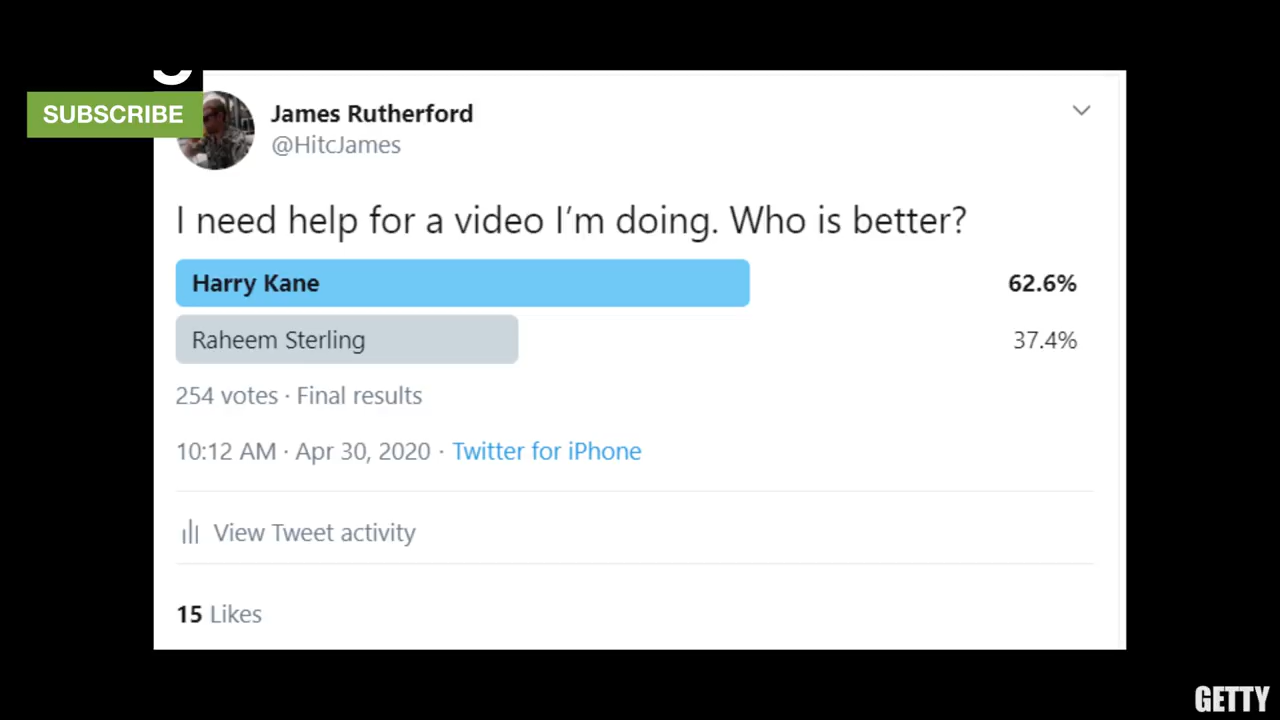 SUBSCRIBE
James Rutherford
@HitcJames
I need help for a video I'm doing. Who is better?
Harry Kane 62.6%
Raheem Sterling 37.4%
254 votes · Final results
10:12 AM · Apr 30, 2020 · Twitter for iPhone
View Tweet activity
15 Likes
GETTY